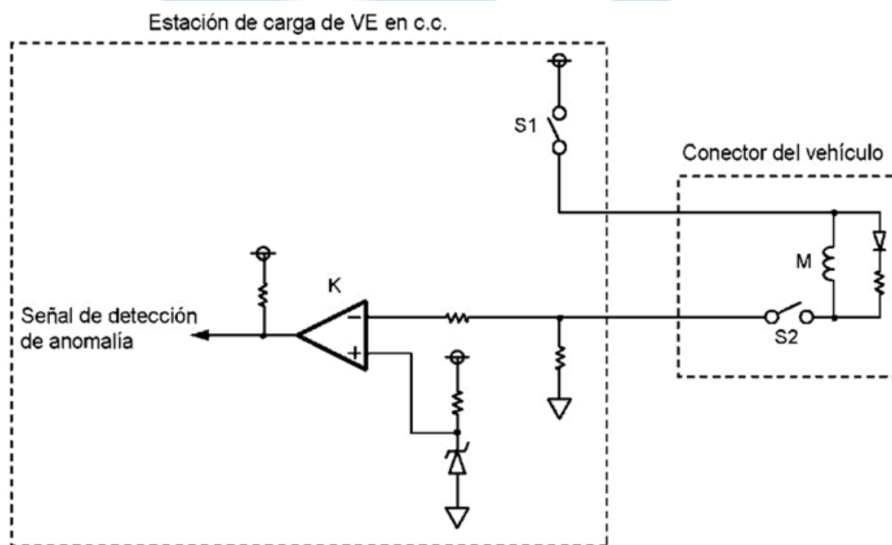 Estación de carga de VE en c.c.
S1
Conector del vehículo
M
K
Señal de detección
de anomalía
S2